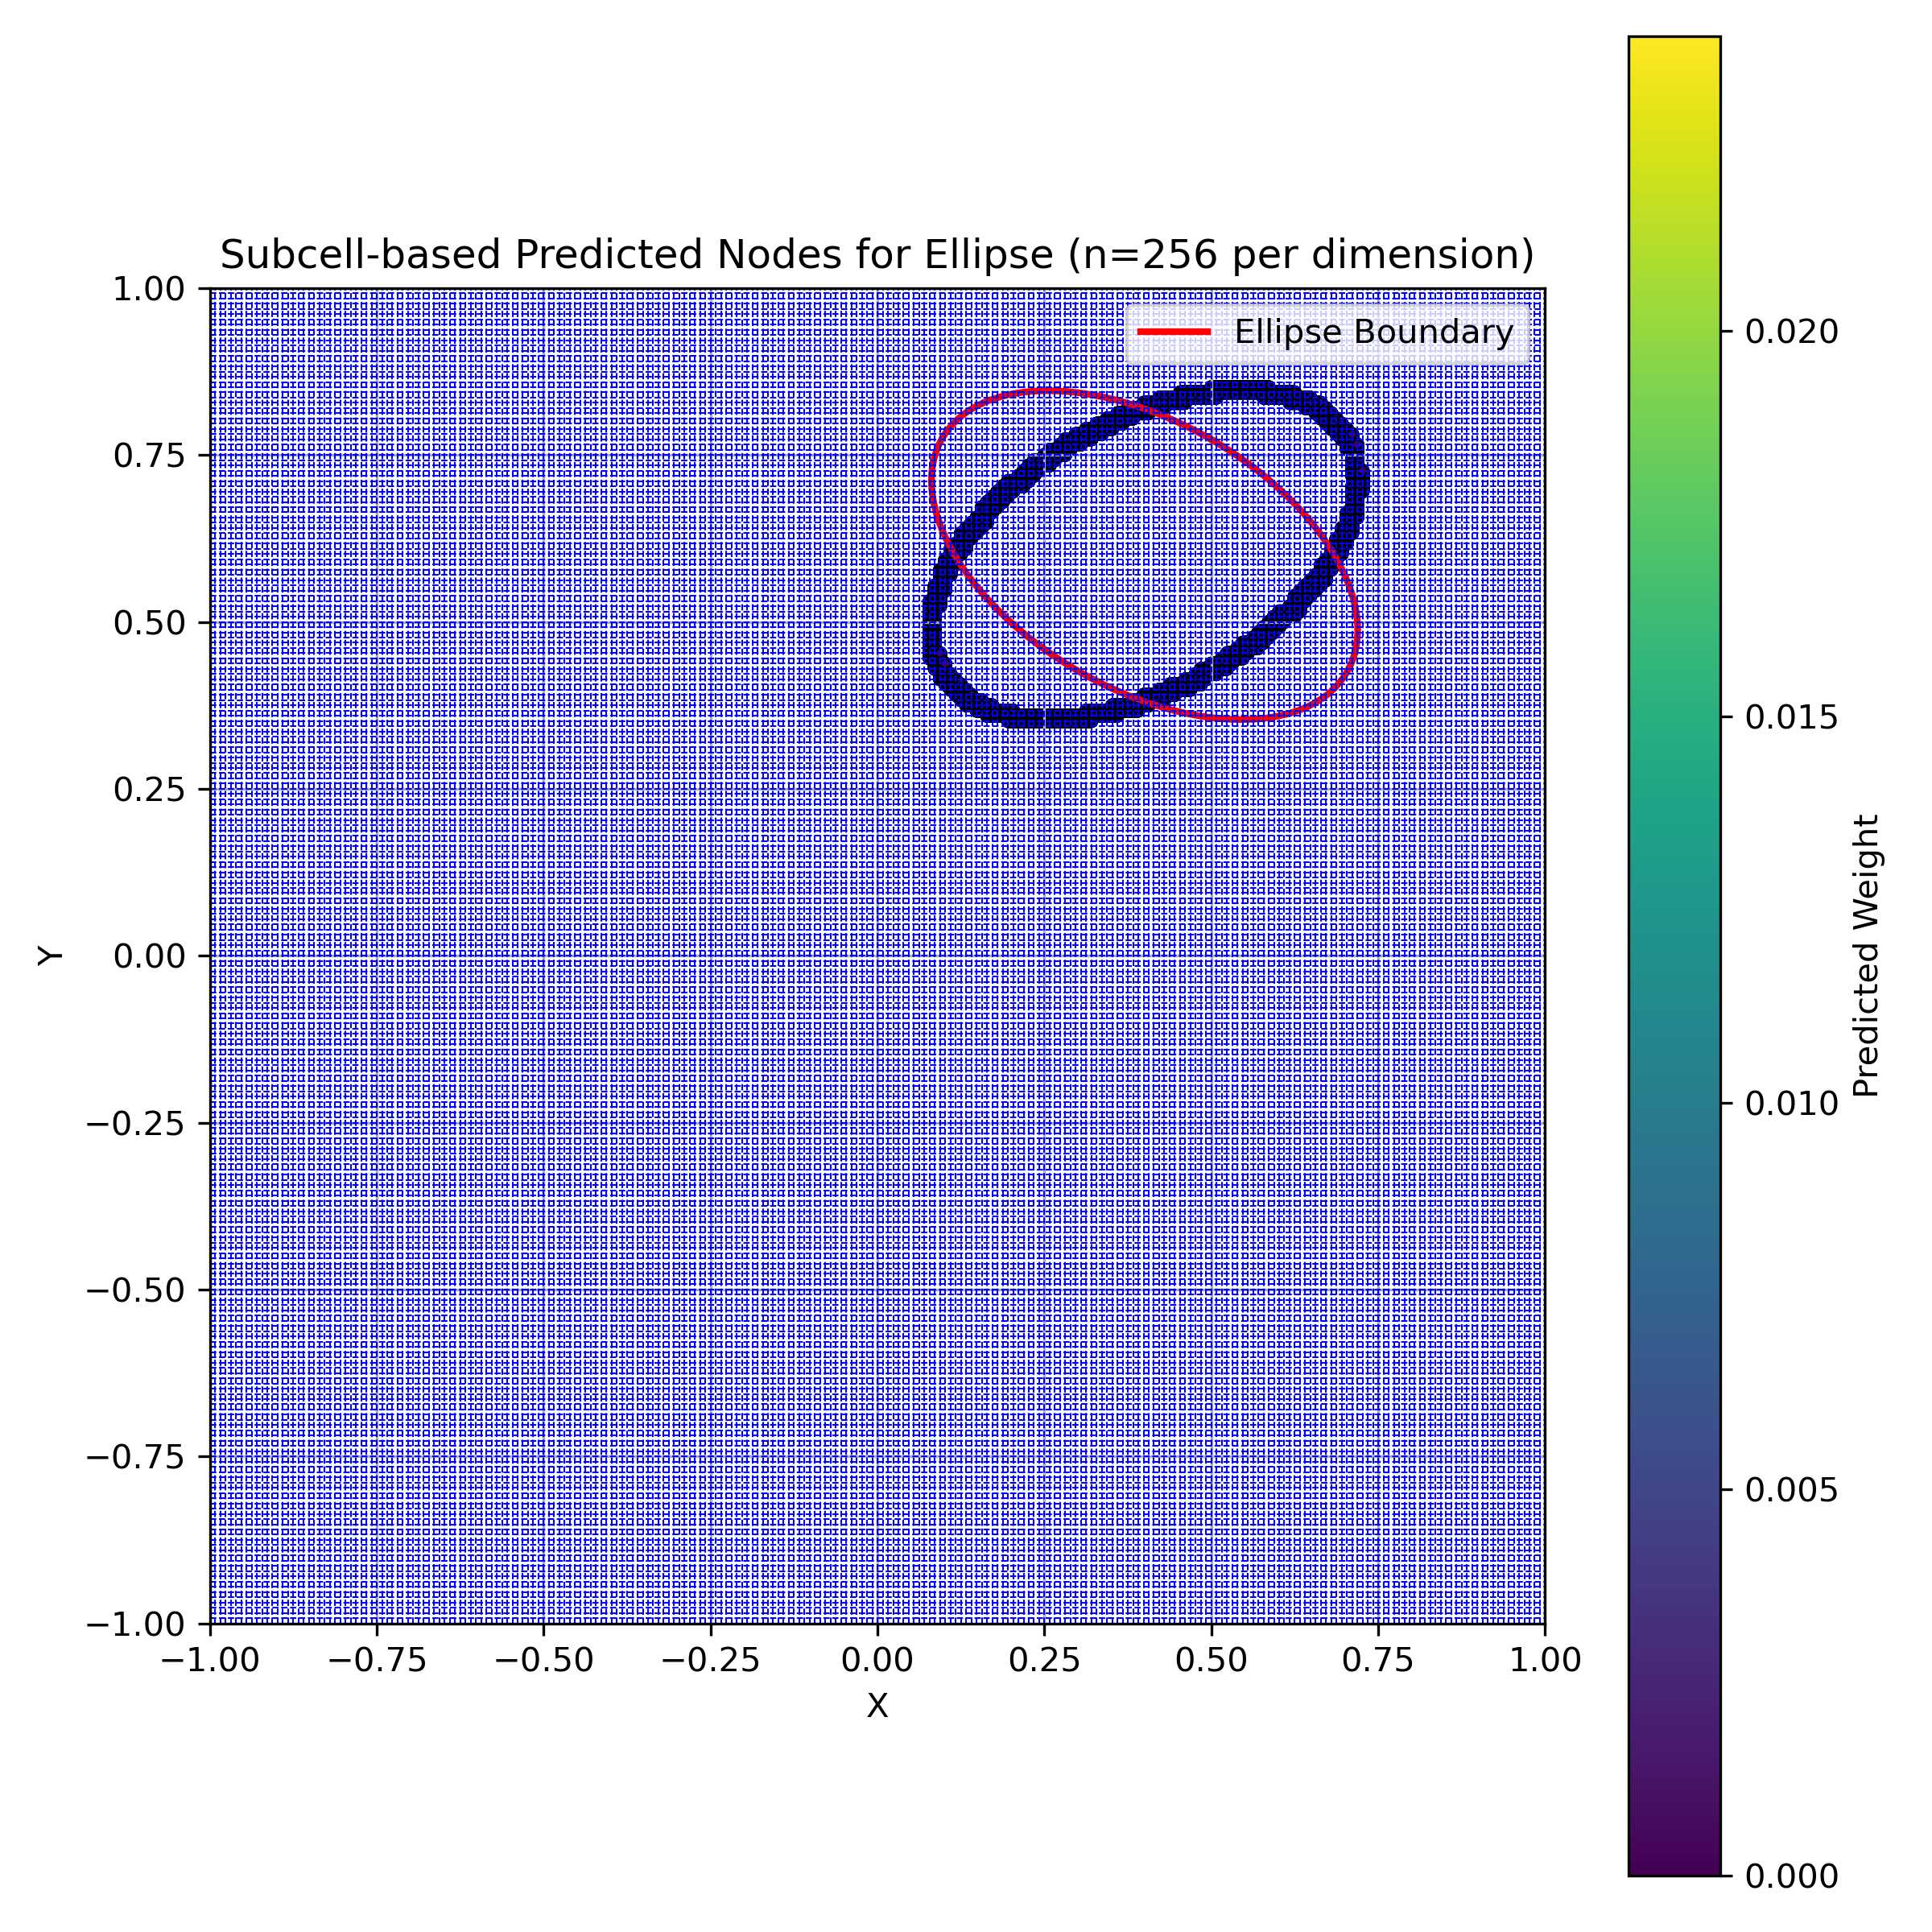 Subcell-based Predicted Nodes for Ellipse (n=256 per dimension)
Ellipse Boundary
1.00
0.75
0.50
0.25
0.00
−0.25
−0.50
−0.75
−1.00
Y
−1.00 −0.75 −0.50 −0.25 0.00 0.25 0.50 0.75 1.00
X
0.020
0.015
0.010
0.005
0.000
Predicted Weight